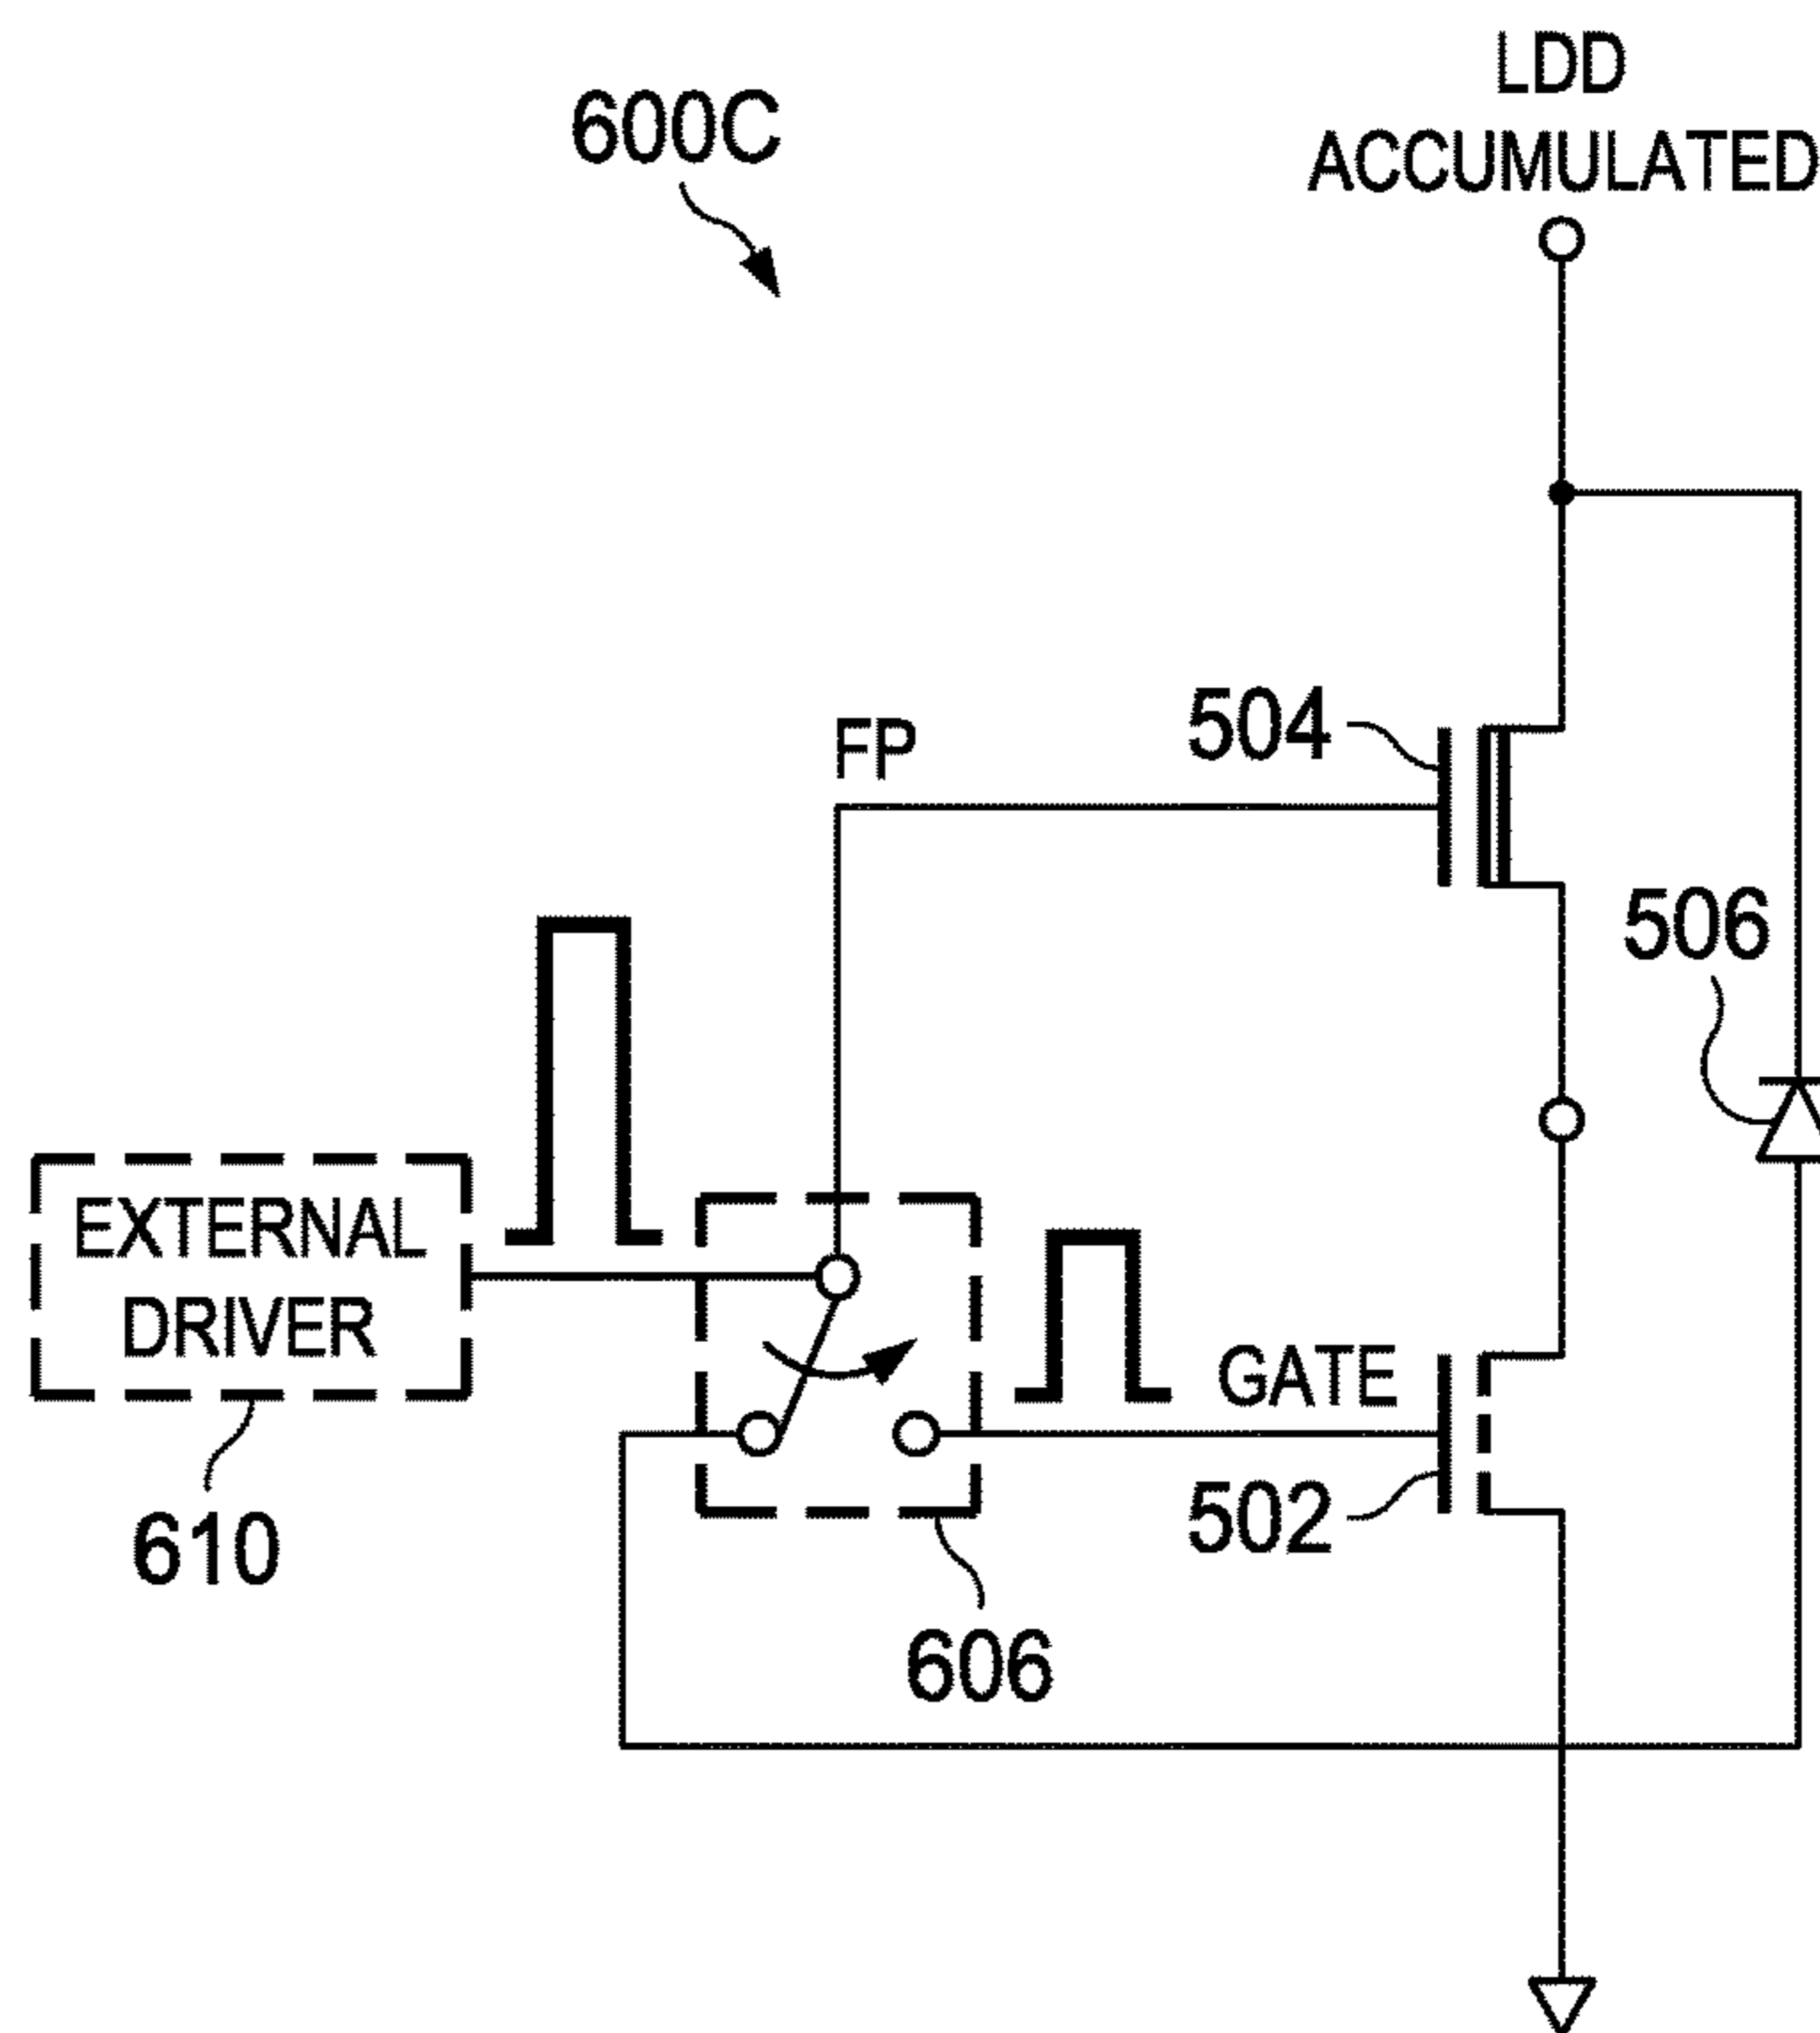 600C
LDD
ACCUMULATED
FP
504
506
EXTERNAL
DRIVER
GATE
502
610
606